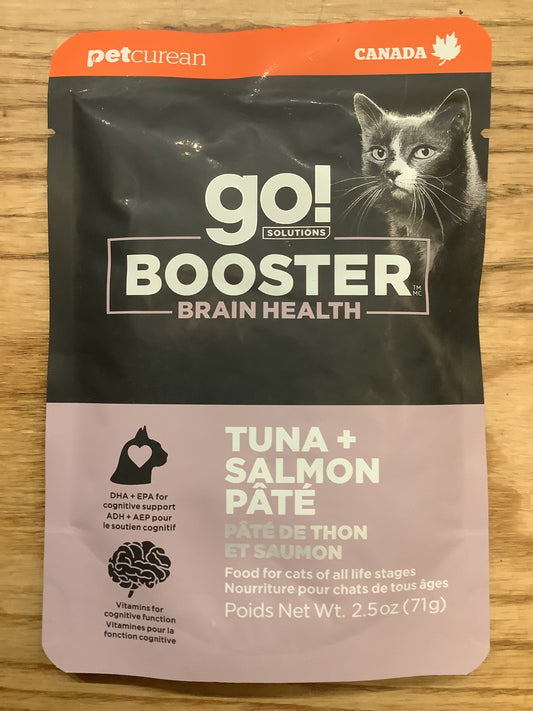 petcurean
CANADA
go!
SOLUTIONS
BOOSTER TM MC
BRAIN HEALTH
TUNA +
SALMON
PÂTÉ
PÂTÉ DE THON
ET SAUMON
Food for cats of all life stages
Nourriture pour chats de tous âges
Poids Net Wt. 2.5oz (71g)
DHA + EPA for
cognitive support
ADH + AEP pour
le soutien cognitif
Vitamins for
cognitive function
Vitamines pour la
fonction cognitive